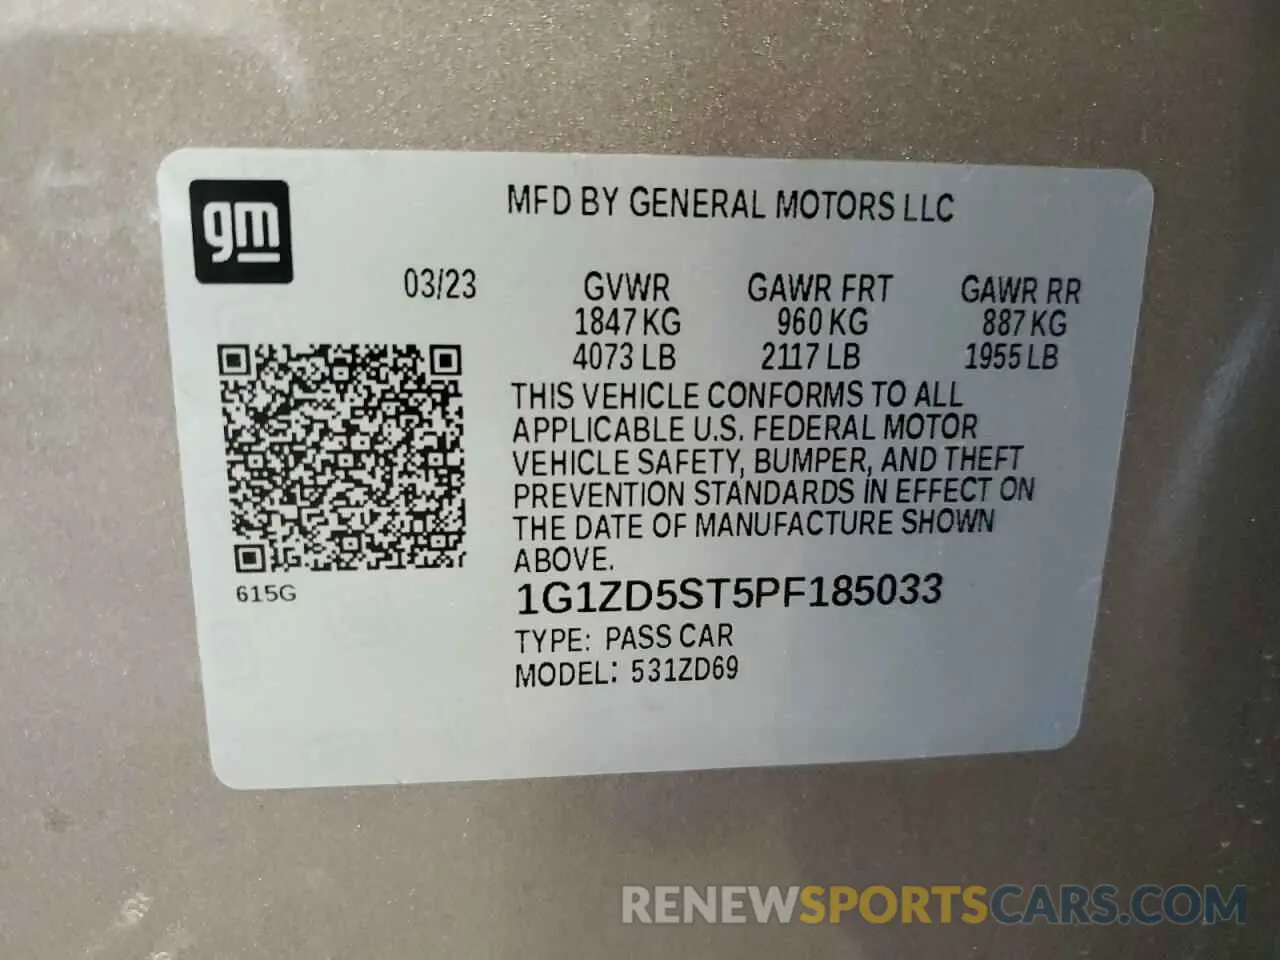 gm
MFD BY GENERAL MOTORS LLC
03/23 GVWR GAWR FRT GAWR RR
1847 KG 960 KG 887 KG
4073 LB 2117 LB 1955 LB
THIS VEHICLE CONFORMS TO ALL
APPLICABLE U.S. FEDERAL MOTOR
VEHICLE SAFETY, BUMPER, AND THEFT
PREVENTION STANDARDS IN EFFECT ON
THE DATE OF MANUFACTURE SHOWN
ABOVE.
615G
1G1ZD5ST5PF185033
TYPE: PASS CAR
MODEL: 531ZD69
RENEWSPORTSCARS.COM